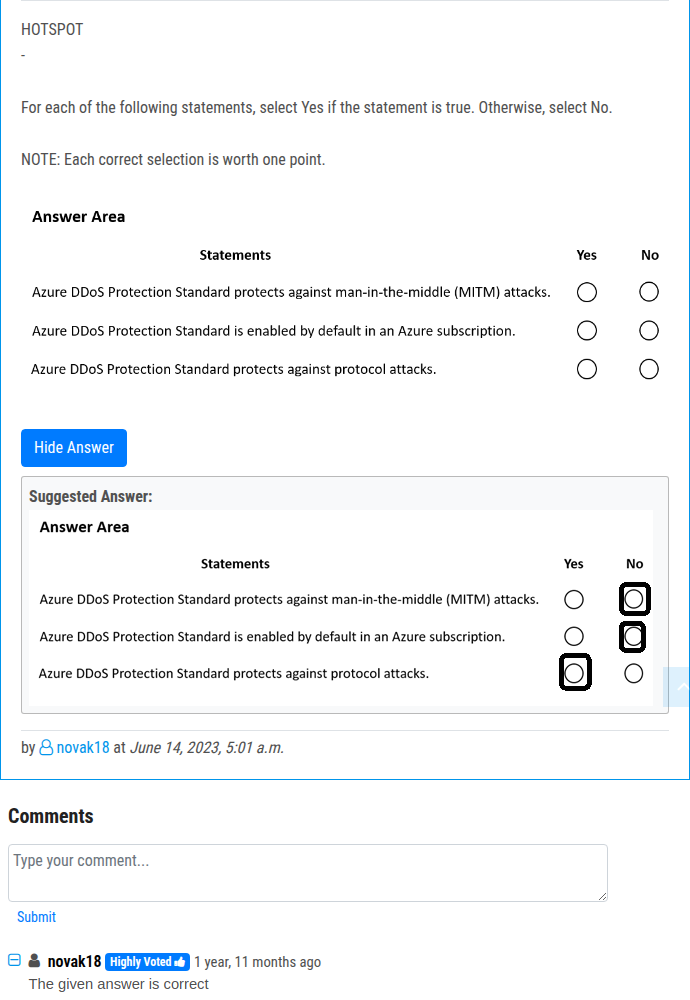 HOTSPOT
-
For each of the following statements, select Yes if the statement is true. Otherwise, select No.
NOTE: Each correct selection is worth one point.
Answer Area
Statements Yes No
Azure DDoS Protection Standard protects against man-in-the-middle (MITM) attacks.
Azure DDoS Protection Standard is enabled by default in an Azure subscription.
Azure DDoS Protection Standard protects against protocol attacks.
Hide Answer
Suggested Answer:
Answer Area
Statements Yes No
Azure DDoS Protection Standard protects against man-in-the-middle (MITM) attacks.
Azure DDoS Protection Standard is enabled by default in an Azure subscription.
Azure DDoS Protection Standard protects against protocol attacks.
by novak18 at June 14, 2023, 5:01 a.m.
Comments
Type your comment...
Submit
novak18 Highly Voted 1 year, 11 months ago
The given answer is correct